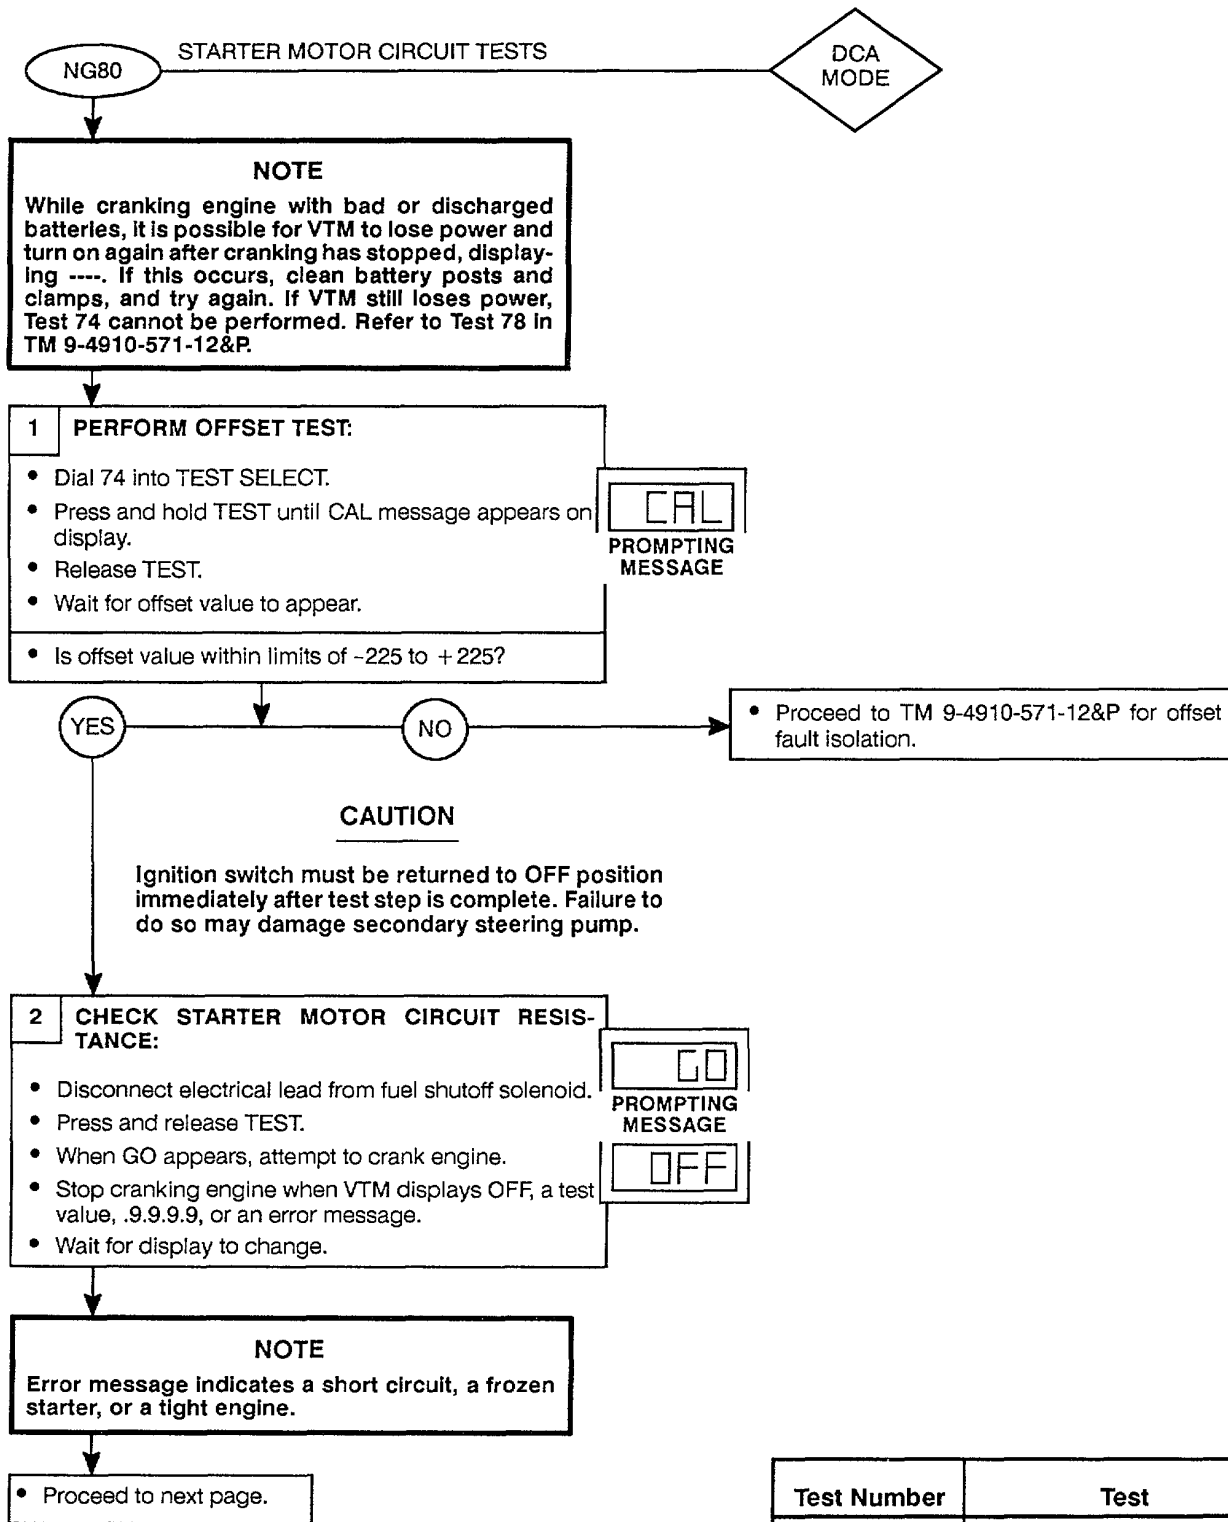 NG80
STARTER MOTOR CIRCUIT TESTS
DCA
MODE
NOTE
While cranking engine with bad or discharged
batteries, it is possible for VTM to lose power and
turn on again after cranking has stopped, display-
ing ----. If this occurs, clean battery posts and
clamps, and try again. If VTM still loses power,
Test 74 cannot be performed. Refer to Test 78 in
TM 9-4910-571-12&P.
1 PERFORM OFFSET TEST:
• Dial 74 into TEST SELECT.
• Press and hold TEST until CAL message appears on
display.
• Release TEST.
• Wait for offset value to appear.
• Is offset value within limits of -225 to +225?
CAL
PROMPTING
MESSAGE
YES
NO
• Proceed to TM 9-4910-571-12&P for offset
fault isolation.
CAUTION
Ignition switch must be returned to OFF position
immediately after test step is complete. Failure to
do so may damage secondary steering pump.
2 CHECK STARTER MOTOR CIRCUIT RESIS-
TANCE:
• Disconnect electrical lead from fuel shutoff solenoid.
• Press and release TEST.
• When GO appears, attempt to crank engine.
• Stop cranking engine when VTM displays OFF, a test
value, .9.9.9.9, or an error message.
• Wait for display to change.
GO
PROMPTING
MESSAGE
OFF
NOTE
Error message indicates a short circuit, a frozen
starter, or a tight engine.
• Proceed to next page.
Test Number Test